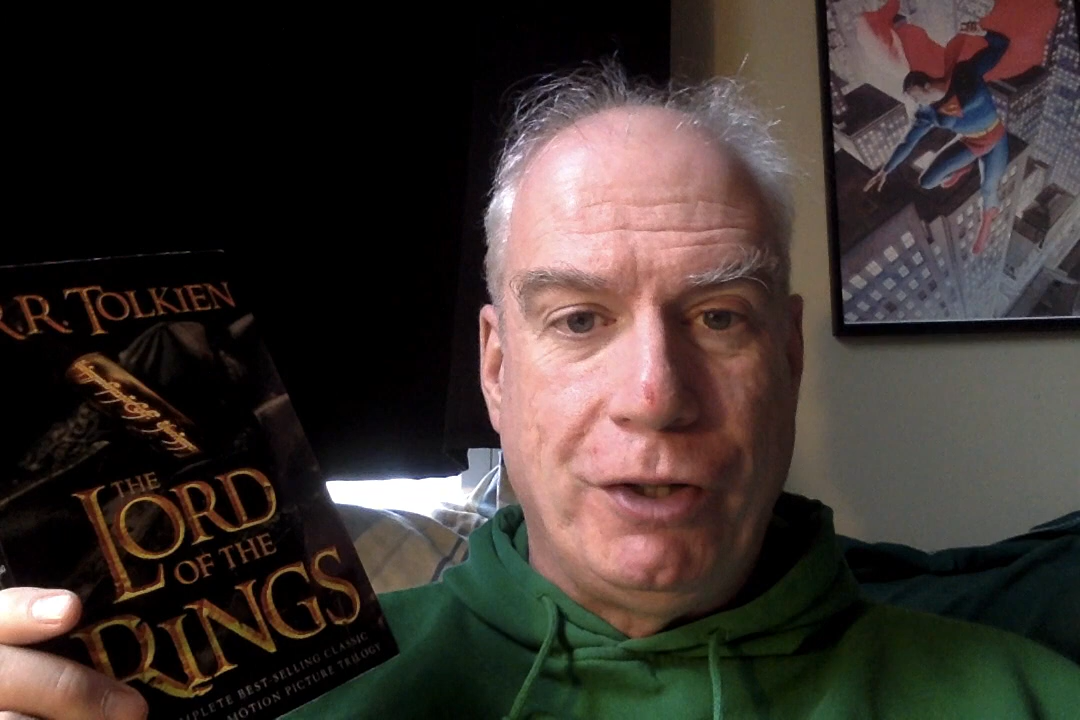 R.R. TOLKIEN
THE
LORD
OF THE
RINGS
BEST-SELLING CLASSIC
MOTION PICTURE TRILOGY